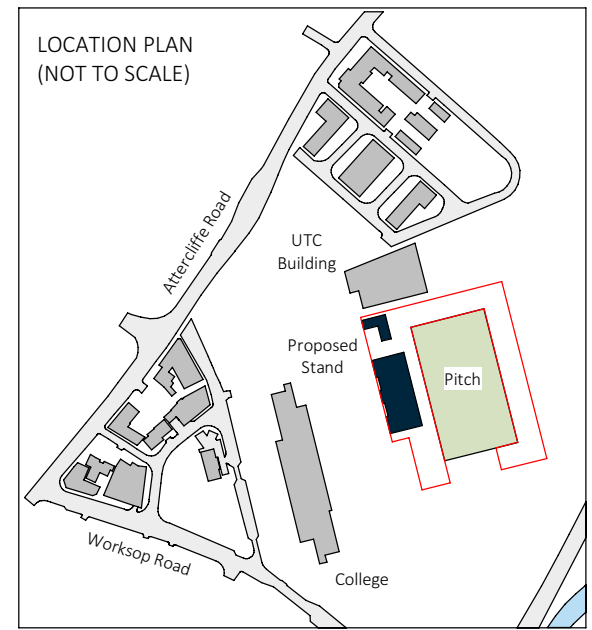 LOCATION PLAN
(NOT TO SCALE)
Attercliffe Road
UTC
Building
Proposed
Stand
Pitch
College
Worksop Road